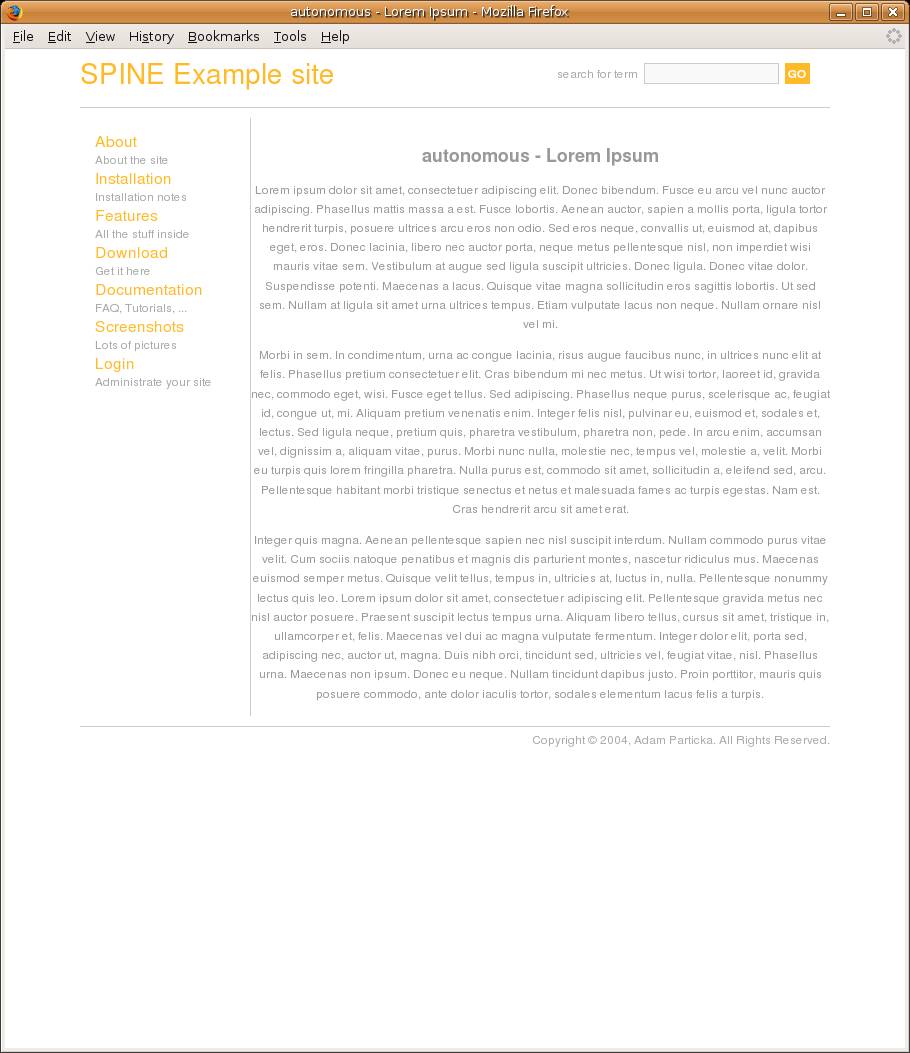 autonomous - Lorem Ipsum - Mozilla Firefox
File Edit View History Bookmarks Tools Help
SPINE Example site
search for term GO
About
About the site
Installation
Installation notes
Features
All the stuff inside
Download
Get it here
Documentation
FAQ, Tutorials, ...
Screenshots
Lots of pictures
Login
Administrate your site
autonomous - Lorem Ipsum
Lorem ipsum dolor sit amet, consectetuer adipiscing elit. Donec bibendum. Fusce eu arcu vel nunc auctor
adipiscing. Phasellus mattis massa a est. Fusce lobortis. Aenean auctor, sapien a mollis porta, ligula tortor
hendrerit turpis, posuere ultrices arcu eros non odio. Sed eros neque, convallis ut, euismod at, dapibus
eget, eros. Donec lacinia, libero nec auctor porta, neque metus pellentesque nisl, non imperdiet wisi
mauris vitae sem. Vestibulum at augue sed ligula suscipit ultricies. Donec ligula. Donec vitae dolor.
Suspendisse potenti. Maecenas a lacus. Quisque vitae magna sollicitudin eros sagittis lobortis. Ut sed
sem. Nullam at ligula sit amet urna ultrices tempus. Etiam vulputate lacus non neque. Nullam ornare nisl
vel mi.
Morbi in sem. In condimentum, urna ac congue lacinia, risus augue faucibus nunc, in ultrices nunc elit at
felis. Phasellus pretium consectetuer elit. Cras bibendum mi nec metus. Ut wisi tortor, laoreet id, gravida
nec, commodo eget, wisi. Fusce eget tellus. Sed adipiscing. Phasellus neque purus, scelerisque ac, feugiat
id, congue ut, mi. Aliquam pretium venenatis enim. Integer felis nisl, pulvinar eu, euismod et, sodales et,
lectus. Sed ligula neque, pretium quis, pharetra vestibulum, pharetra non, pede. In arcu enim, accumsan
vel, dignissim a, aliquam vitae, purus. Morbi nunc nulla, molestie nec, tempus vel, molestie a, velit. Morbi
eu turpis quis lorem fringilla pharetra. Nulla purus est, commodo sit amet, sollicitudin a, eleifend sed, arcu.
Pellentesque habitant morbi tristique senectus et netus et malesuada fames ac turpis egestas. Nam est.
Cras hendrerit arcu sit amet erat.
Integer quis magna. Aenean pellentesque sapien nec nisl suscipit interdum. Nullam commodo purus vitae
velit. Cum sociis natoque penatibus et magnis dis parturient montes, nascetur ridiculus mus. Maecenas
euismod semper metus. Quisque velit tellus, tempus in, ultricies at, luctus in, nulla. Pellentesque nonummy
lectus quis leo. Lorem ipsum dolor sit amet, consectetuer adipiscing elit. Pellentesque gravida metus nec
nisl auctor posuere. Praesent suscipit lectus tempus urna. Aliquam libero tellus, cursus sit amet, tristique in,
ullamcorper et, felis. Maecenas vel dui ac magna vulputate fermentum. Integer dolor elit, porta sed,
adipiscing nec, auctor ut, magna. Duis nibh orci, tincidunt sed, ultricies vel, feugiat vitae, nisl. Phasellus
urna. Maecenas non ipsum. Donec eu neque. Nullam tincidunt dapibus justo. Proin porttitor, mauris quis
posuere commodo, ante dolor iaculis tortor, sodales elementum lacus felis a turpis.
Copyright © 2004, Adam Particka. All Rights Reserved.